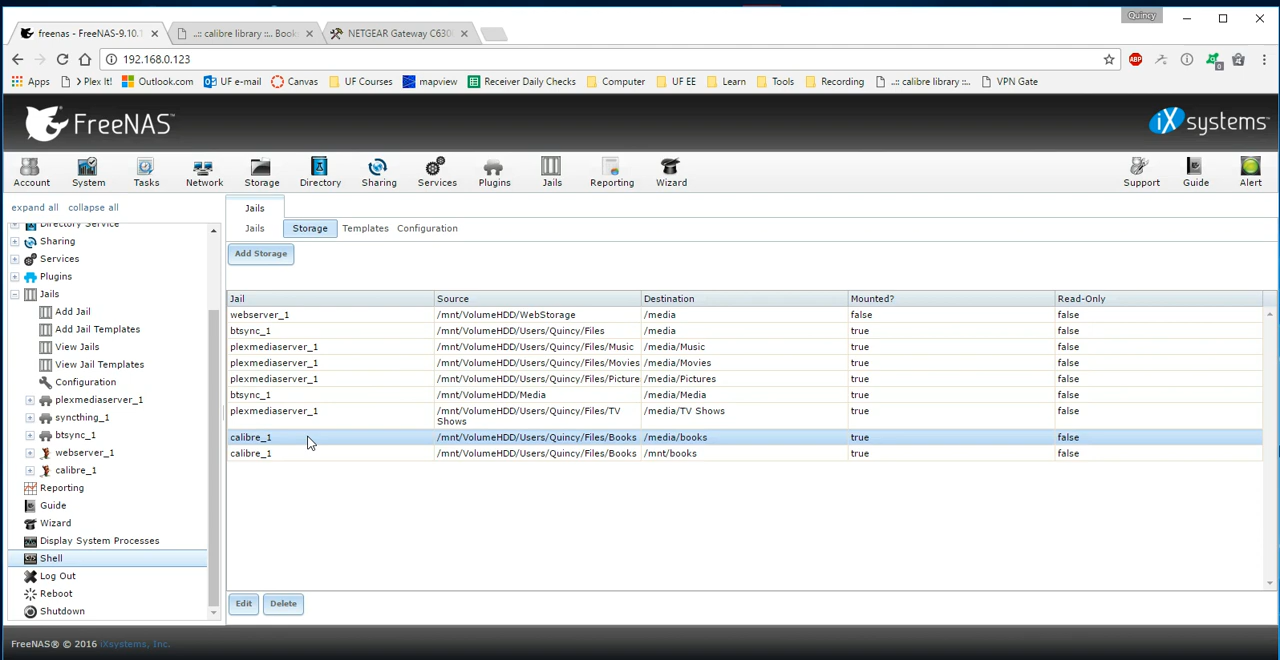 Quincy
freenas - FreeNAS-9.10.
..:: calibre library ::.. Book
NETGEAR Gateway C630
192.168.0.123
Apps > Plex It! Outlook.com UF e-mail Canvas UF Courses mapview Receiver Daily Checks Computer UF EE Learn Tools Recording ..:: calibre library ::.. VPN Gate
FreeNAS
iXsystems
Account System Tasks Network Storage Directory Sharing Services Plugins Jails Reporting Wizard Support Guide Alert
expand all collapse all
Directory Service
Sharing
Services
Plugins
Jails
Add Jail
Add Jail Templates
View Jails
View Jail Templates
Configuration
plexmediaserver_1
syncthing_1
btsync_1
webserver_1
calibre_1
Reporting
Guide
Wizard
Display System Processes
Shell
Log Out
Reboot
Shutdown
Jails
Jails Storage Templates Configuration
Add Storage
Jail Source Destination Mounted? Read-Only
webserver_1 /mnt/VolumeHDD/WebStorage /media false false
btsync_1 /mnt/VolumeHDD/Users/Quincy/Files /media true false
plexmediaserver_1 /mnt/VolumeHDD/Users/Quincy/Files/Music /media/Music true false
plexmediaserver_1 /mnt/VolumeHDD/Users/Quincy/Files/Movies /media/Movies true false
plexmediaserver_1 /mnt/VolumeHDD/Users/Quincy/Files/Picture /media/Pictures true false
btsync_1 /mnt/VolumeHDD/Media /media/Media true false
plexmediaserver_1 /mnt/VolumeHDD/Users/Quincy/Files/TV /media/TV Shows true false
Shows
calibre_1 /mnt/VolumeHDD/Users/Quincy/Files/Books /media/books true false
calibre_1 /mnt/VolumeHDD/Users/Quincy/Files/Books /mnt/books true false
Edit Delete
FreeNAS® © 2016 iXsystems, Inc.